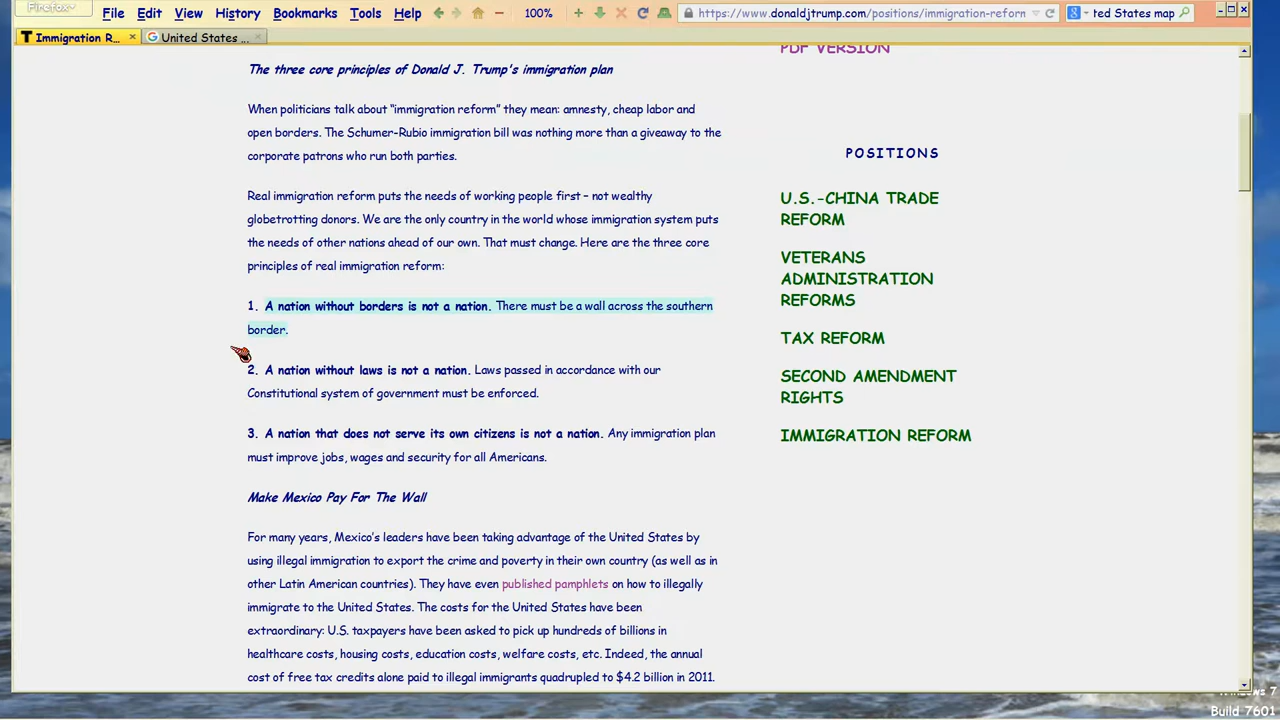 Firefox
File Edit View History Bookmarks Tools Help 100% https://www.donaldjtrump.com/positions/immigration-reform ted States map
Immigration R... United States ...
PDF VERSION
The three core principles of Donald J. Trump's immigration plan
When politicians talk about “immigration reform” they mean: amnesty, cheap labor and
open borders. The Schumer-Rubio immigration bill was nothing more than a giveaway to the
corporate patrons who run both parties.
Real immigration reform puts the needs of working people first – not wealthy
globetrotting donors. We are the only country in the world whose immigration system puts
the needs of other nations ahead of our own. That must change. Here are the three core
principles of real immigration reform:
1. A nation without borders is not a nation. There must be a wall across the southern
border.
2. A nation without laws is not a nation. Laws passed in accordance with our
Constitutional system of government must be enforced.
3. A nation that does not serve its own citizens is not a nation. Any immigration plan
must improve jobs, wages and security for all Americans.
Make Mexico Pay For The Wall
For many years, Mexico’s leaders have been taking advantage of the United States by
using illegal immigration to export the crime and poverty in their own country (as well as in
other Latin American countries). They have even published pamphlets on how to illegally
immigrate to the United States. The costs for the United States have been
extraordinary: U.S. taxpayers have been asked to pick up hundreds of billions in
healthcare costs, housing costs, education costs, welfare costs, etc. Indeed, the annual
cost of free tax credits alone paid to illegal immigrants quadrupled to $4.2 billion in 2011.
POSITIONS
U.S.-CHINA TRADE
REFORM
VETERANS
ADMINISTRATION
REFORMS
TAX REFORM
SECOND AMENDMENT
RIGHTS
IMMIGRATION REFORM
Windows 7
Build 7601